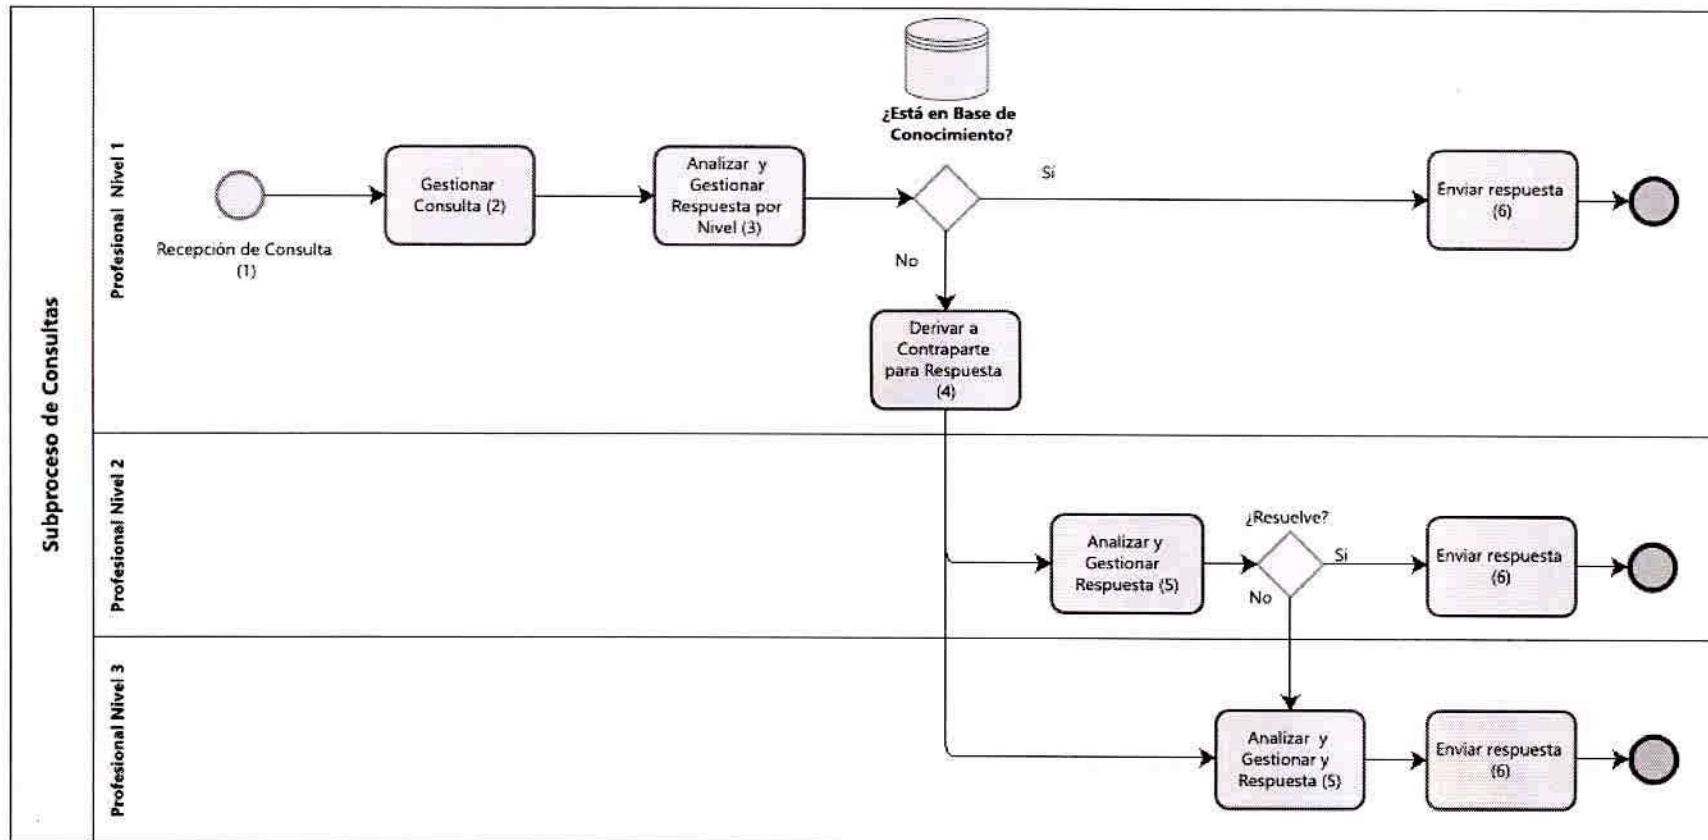 Subproceso de Consultas
Profesional Nivel 1
Recepción de Consulta
(1)
Gestionar
Consulta (2)
Analizar y
Gestionar
Respuesta por
Nivel (3)
¿Está en Base de
Conocimiento?
Sí
No
Enviar respuesta
(6)
Derivar a
Contraparte
para Respuesta
(4)
Profesional Nivel 2
Analizar y
Gestionar
Respuesta (5)
¿Resuelve?
Sí
No
Enviar respuesta
(6)
Profesional Nivel 3
Analizar y
Gestionar y
Respuesta (5)
Enviar respuesta
(6)